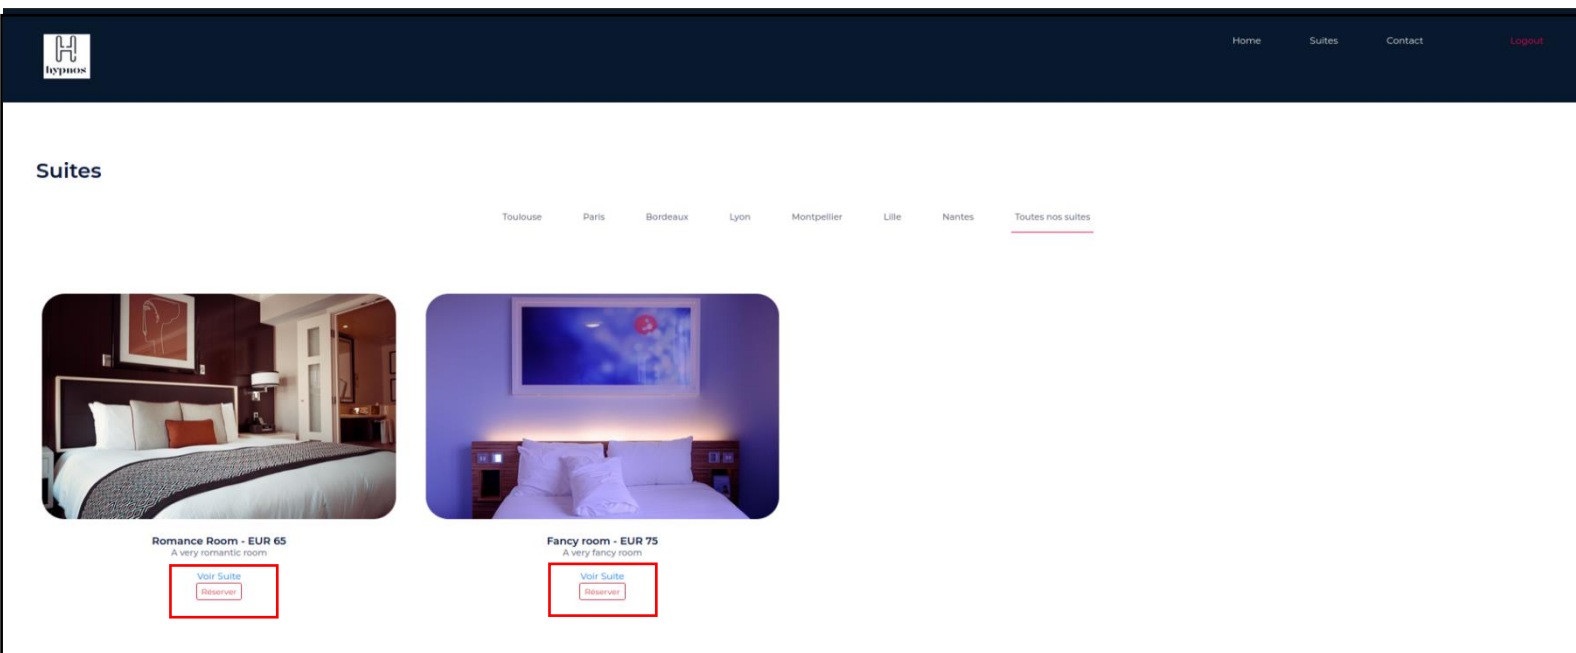 hypnos
Home Suites Contact Logout
Suites
Toulouse Paris Bordeaux Lyon Montpellier Lille Nantes Toutes nos suites
Romance Room - EUR 65
A very romantic room
Voir Suite
Réserver
Fancy room - EUR 75
A very fancy room
Voir Suite
Réserver